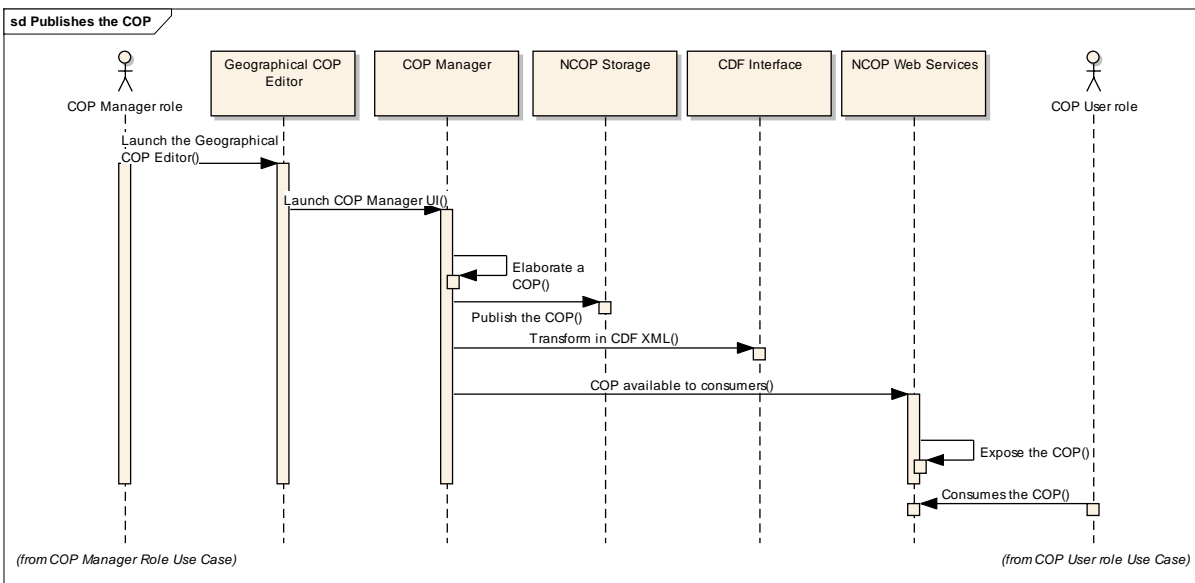 sd Publishes the COP
COP Manager role
Geographical COP
Editor
COP Manager
NCOP Storage
CDF Interface
NCOP Web Services
COP User role
Launch the Geographical
COP Editor()
Launch COP Manager UI()
Elaborate a
COP()
Publish the COP()
Transform in CDF XML()
COP available to consumers()
Expose the COP()
Consumes the COP()
(from COP Manager Role Use Case)
(from COP User role Use Case)